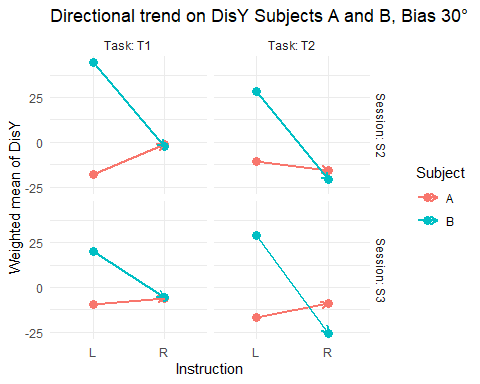 Directional trend on DisY Subjects A and B, Bias 30°
Task: T1
Task: T2
Weighted mean of DisY
25
0
-25
Session: S2
25
0
-25
Session: S3
L
R
L
R
Instruction
Subject
A
B